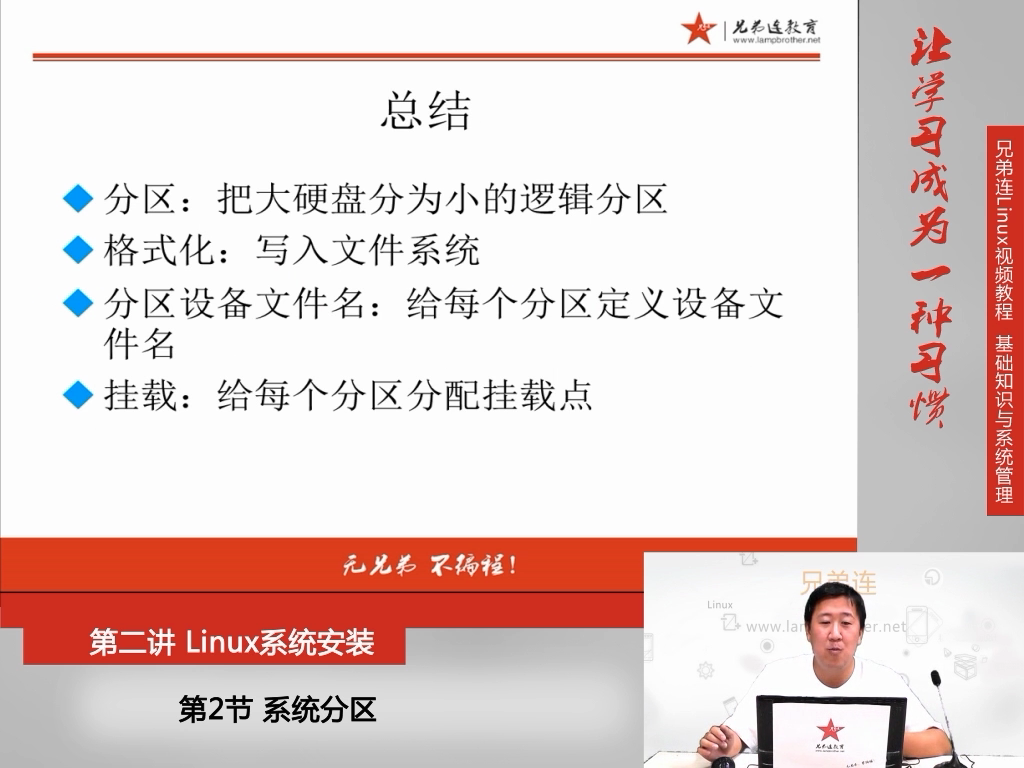 兄弟连教育
www.lampbrother.net
总结
分区：把大硬盘分为小的逻辑分区
格式化：写入文件系统
分区设备文件名：给每个分区定义设备文
件名
挂载：给每个分区分配挂载点
无兄弟 不编程！
第二讲 Linux系统安装
第2节 系统分区
让学习成为一种习惯
兄弟连Linux视频教程 基础知识与系统管理
兄弟连
Linux
兄弟连教育